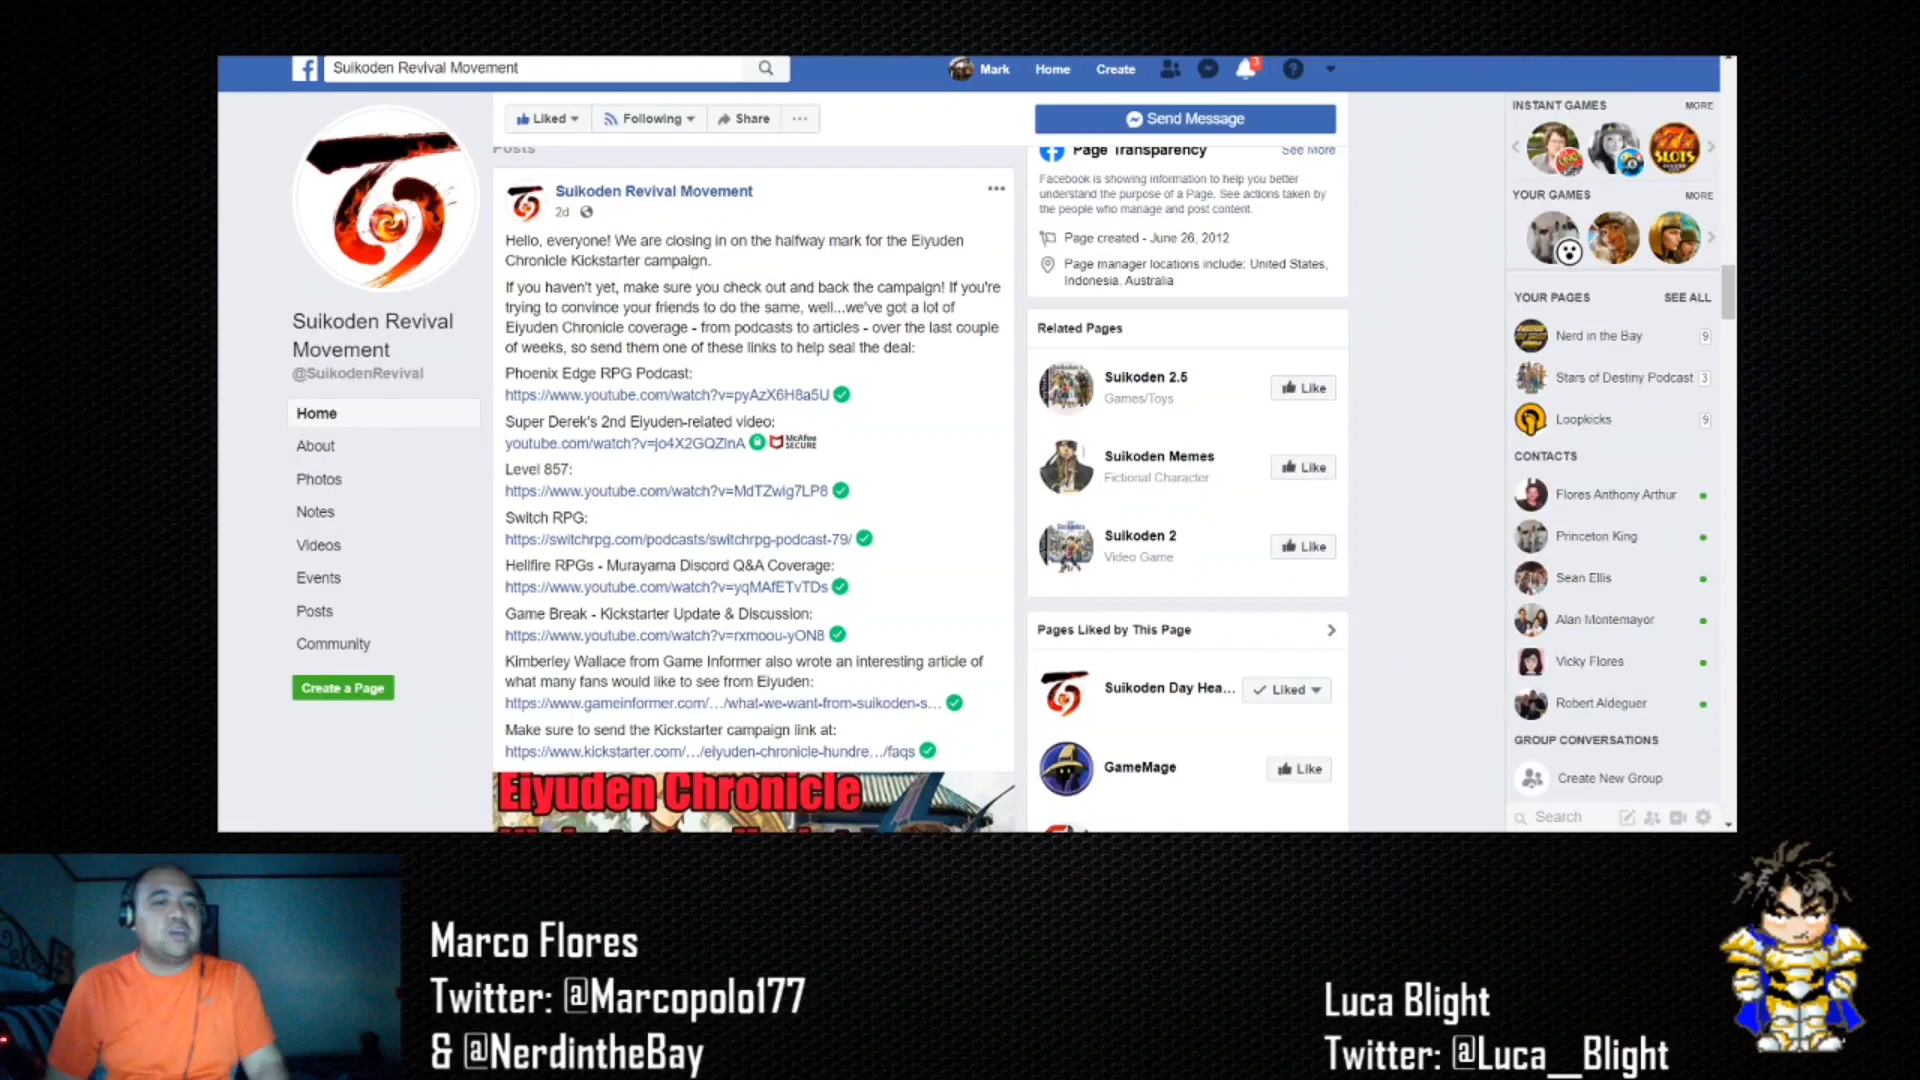 Suikoden Revival Movement
Mark
Home
Create
3
Liked
Following
Share
Send Message
Suikoden Revival
Movement
@SuikodenRevival
Home
About
Photos
Notes
Videos
Events
Posts
Community
Create a Page
Posts
Suikoden Revival Movement
2d
Hello, everyone! We are closing in on the halfway mark for the Eiyuden
Chronicle Kickstarter campaign.
If you haven't yet, make sure you check out and back the campaign! If you're
trying to convince your friends to do the same, well...we've got a lot of
Eiyuden Chronicle coverage - from podcasts to articles - over the last couple
of weeks, so send them one of these links to help seal the deal:
Phoenix Edge RPG Podcast:
https://www.youtube.com/watch?v=pyAzX6H8a5U
Super Derek's 2nd Eiyuden-related video:
youtube.com/watch?v=jo4X2GQZlnA McAfee SECURE
Level 857:
https://www.youtube.com/watch?v=MdTZwig7LP8
Switch RPG:
https://switchrpg.com/podcasts/switchrpg-podcast-79/
Hellfire RPGs - Murayama Discord Q&A Coverage:
https://www.youtube.com/watch?v=yqMAfETvTDs
Game Break - Kickstarter Update & Discussion:
https://www.youtube.com/watch?v=rxmoou-yON8
Kimberley Wallace from Game Informer also wrote an interesting article of
what many fans would like to see from Eiyuden:
https://www.gameinformer.com/.../what-we-want-from-suikoden-s...
Make sure to send the Kickstarter campaign link at:
https://www.kickstarter.com/.../eiyuden-chronicle-hundre.../faqs
Eiyuden Chronicle
Page Transparency
See More
Facebook is showing information to help you better
understand the purpose of a Page. See actions taken by
the people who manage and post content.
Page created - June 26, 2012
Page manager locations include: United States,
Indonesia, Australia
Related Pages
Suikoden 2.5
Games/Toys
Like
Suikoden Memes
Fictional Character
Like
Suikoden 2
Video Game
Like
Pages Liked by This Page
Suikoden Day Hea...
Liked
GameMage
Like
INSTANT GAMES
MORE
SLOTS
YOUR GAMES
MORE
YOUR PAGES
SEE ALL
Nerd in the Bay 9
Stars of Destiny Podcast 3
Loopkicks 9
CONTACTS
Flores Anthony Arthur
Princeton King
Sean Ellis
Alan Montemayor
Vicky Flores
Robert Aldeguer
GROUP CONVERSATIONS
Create New Group
Search
Marco Flores
Twitter: @Marcopolo177
& @NerdintheBay
Luca Blight
Twitter: @Luca__Blight